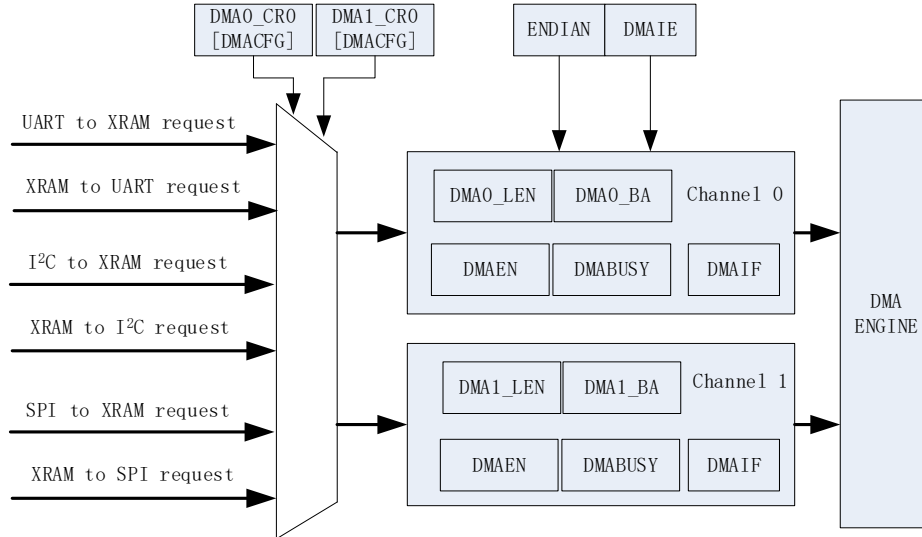 DMA0_CR0
[DMACFG]
DMA1_CR0
[DMACFG]
ENDIAN
DMAIE
UART to XRAM request
XRAM to UART request
I²C to XRAM request
XRAM to I²C request
SPI to XRAM request
XRAM to SPI request
DMA0_LEN
DMA0_BA
Channel 0
DMAEN
DMABUSY
DMAIF
DMA1_LEN
DMA1_BA
Channel 1
DMAEN
DMABUSY
DMAIF
DMA
ENGINE